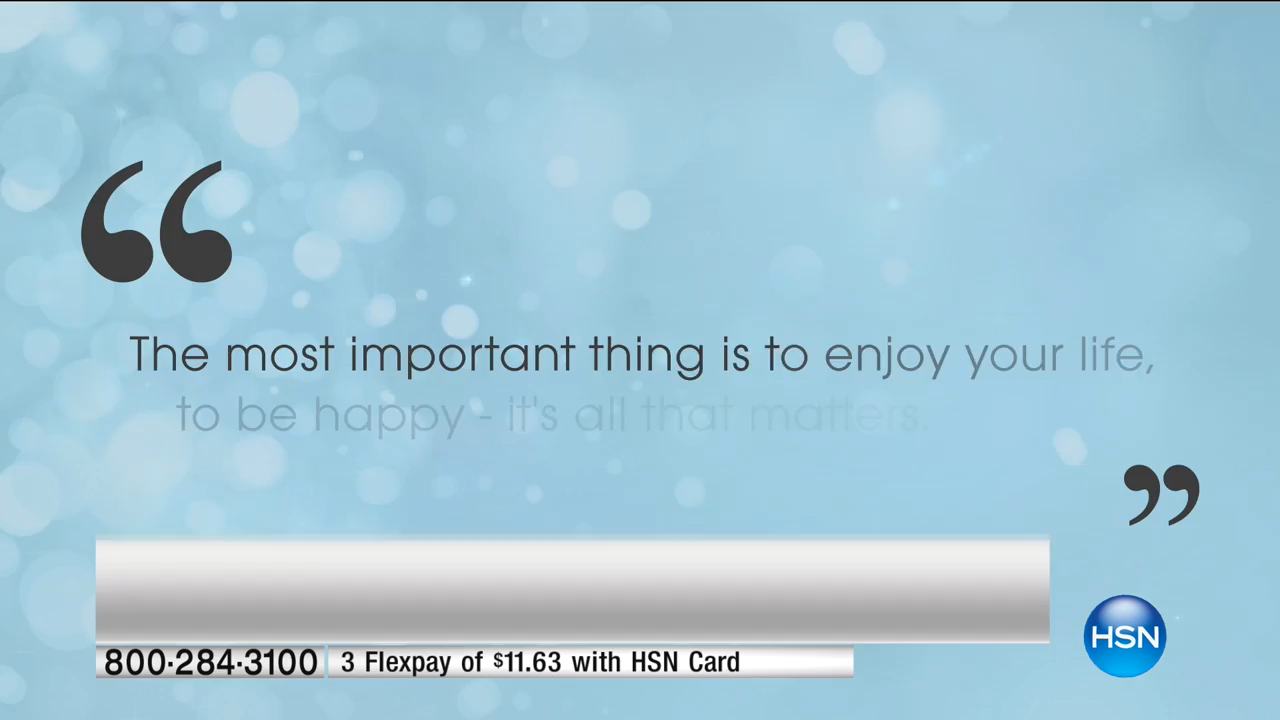 “
The most important thing is to enjoy your life,
to be happy - it's all that matters.
”
HSN
800·284·3100 3 Flexpay of $11.63 with HSN Card